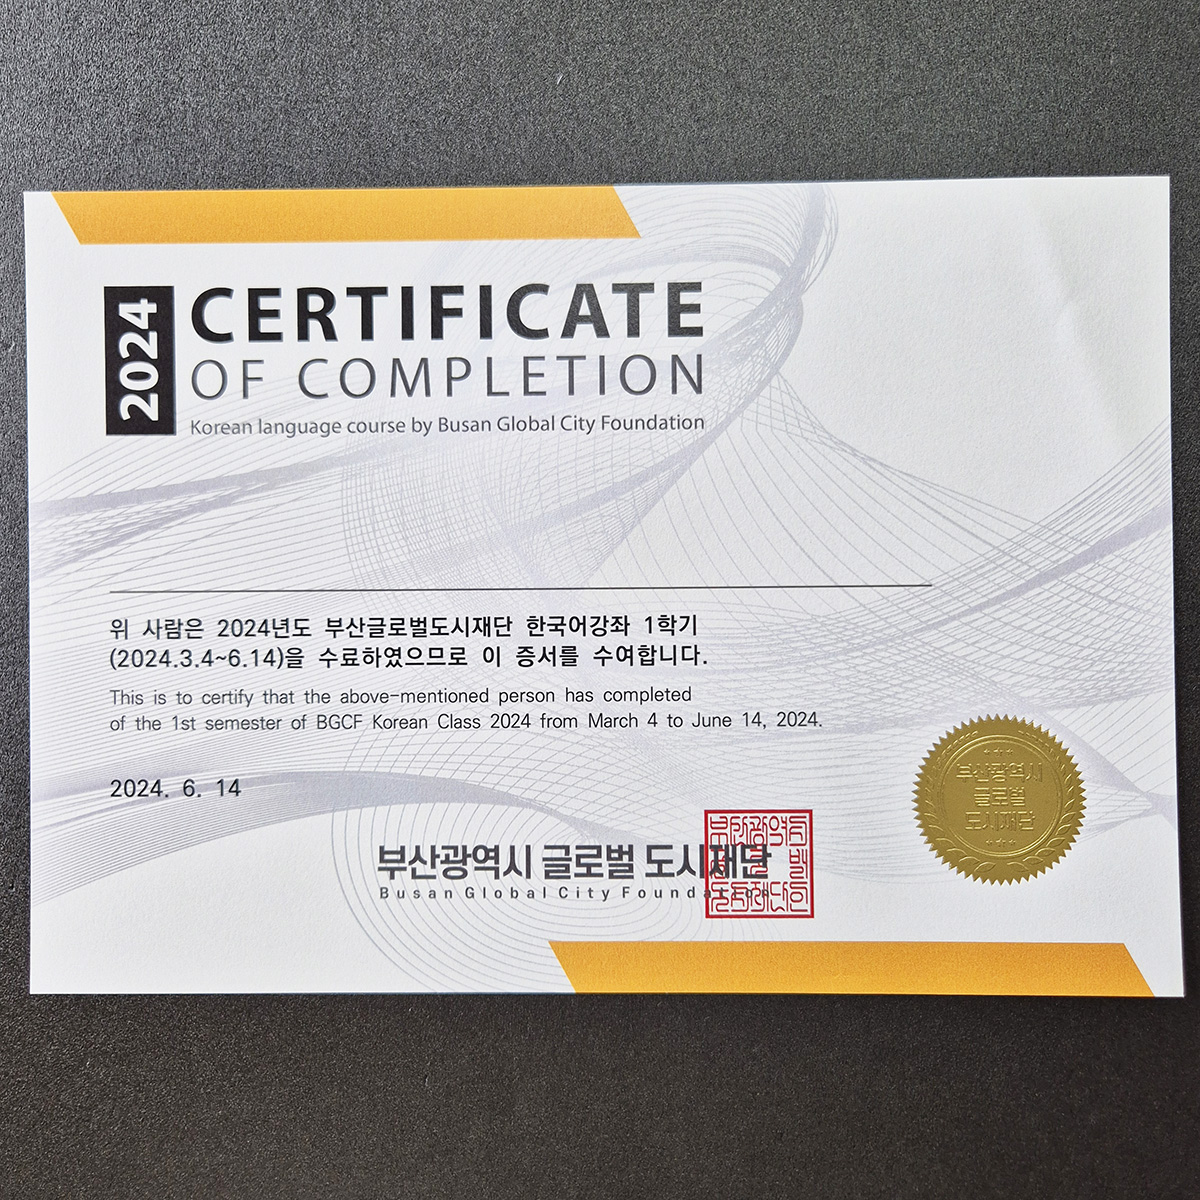 2024
CERTIFICATE
OF COMPLETION
Korean language course by Busan Global City Foundation
위 사람은 2024년도 부산글로벌도시재단 한국어강좌 1학기
(2024.3.4~6.14)을 수료하였으므로 이 증서를 수여합니다.
This is to certify that the above-mentioned person has completed
of the 1st semester of BGCF Korean Class 2024 from March 4 to June 14, 2024.
2024. 6. 14
부산광역시 글로벌 도시재단
Busan Global City Foundation
부산광역시
글로벌
도시재단